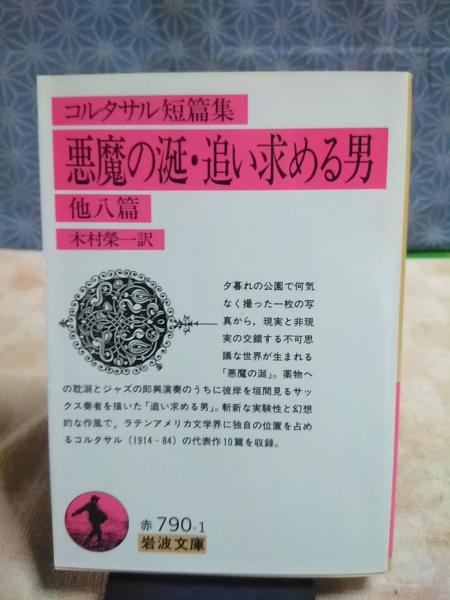 コルタサル短篇集
悪魔の涎・追い求める男
他八篇
木村榮一訳
夕暮れの公園で何気
なく撮った一枚の写
真から，現実と非現
実の交錯する不可思
議な世界が生まれる
「悪魔の涎」。薬物へ
の耽溺とジャズの即興演奏のうちに彼岸を垣間見るサッ
クス奏者を描いた「追い求める男」。斬新な実験性と幻想
的な作風で，ラテンアメリカ文学界に独自の位置を占め
るコルタサル（1914‐84）の代表作10篇を収録。
赤790-1
岩波文庫